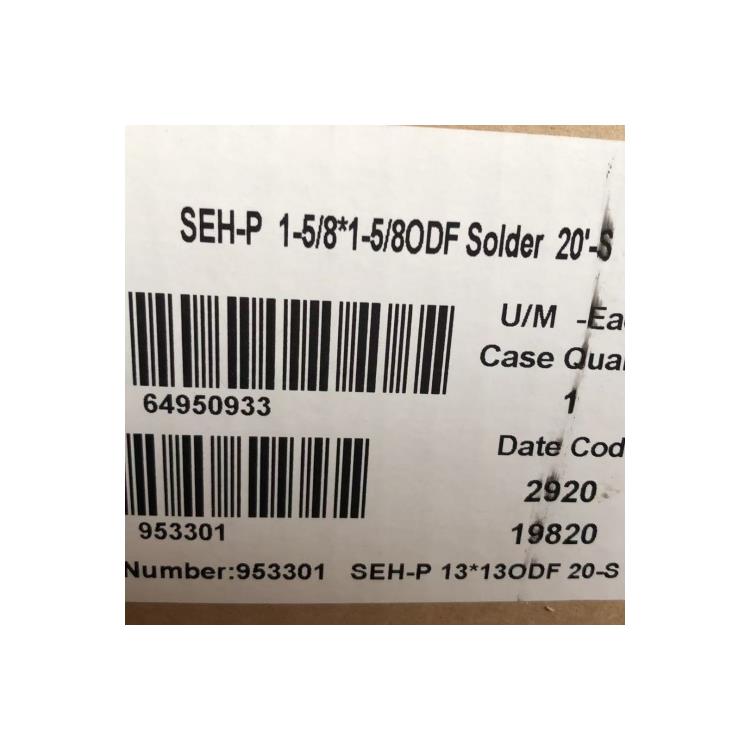 SEH-P 1-5/8*1-5/8ODF Solder 20'-S
U/M -Ea
Case Qua
64950933
1
Date Cod
2920
953301
19820
Number:953301 SEH-P 13*13ODF 20-S